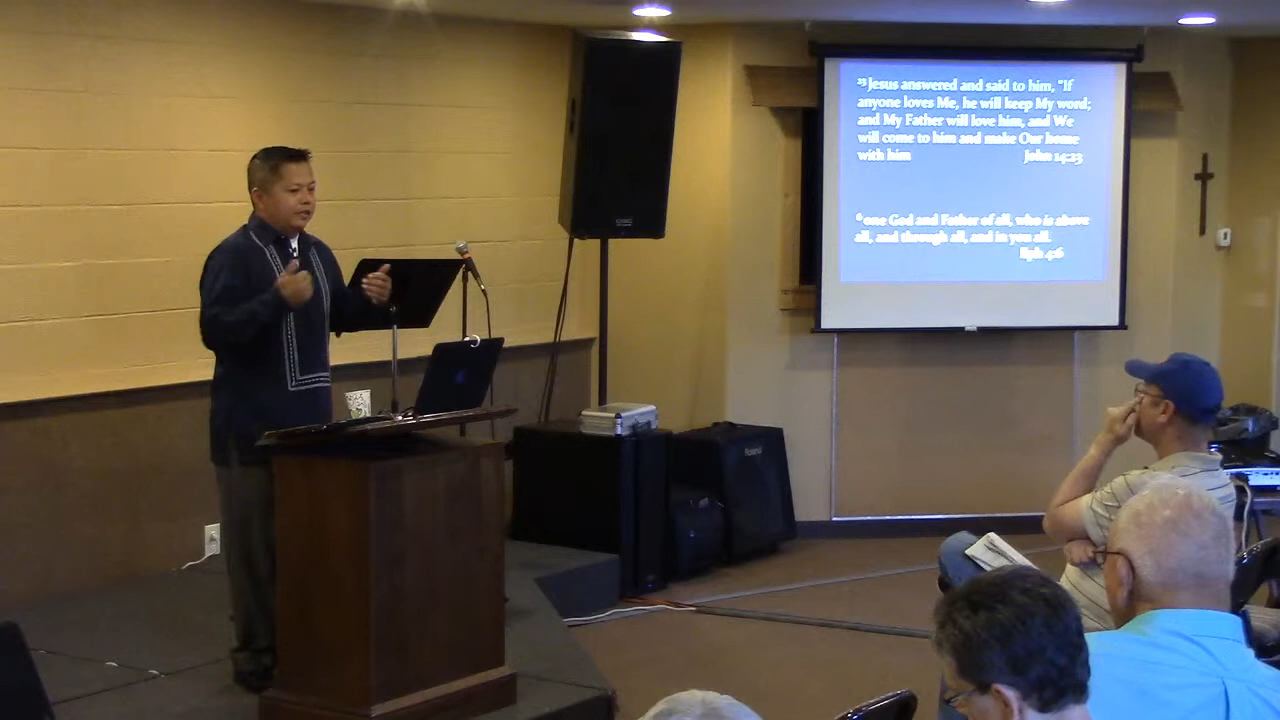 ²³Jesus answered and said to him, "If
anyone loves Me, he will keep My word;
and My Father will love him, and We
will come to him and make Our home
with him John 14:23
⁶one God and Father of all, who is above
all, and through all, and in you all.
Eph 4:6
Roland